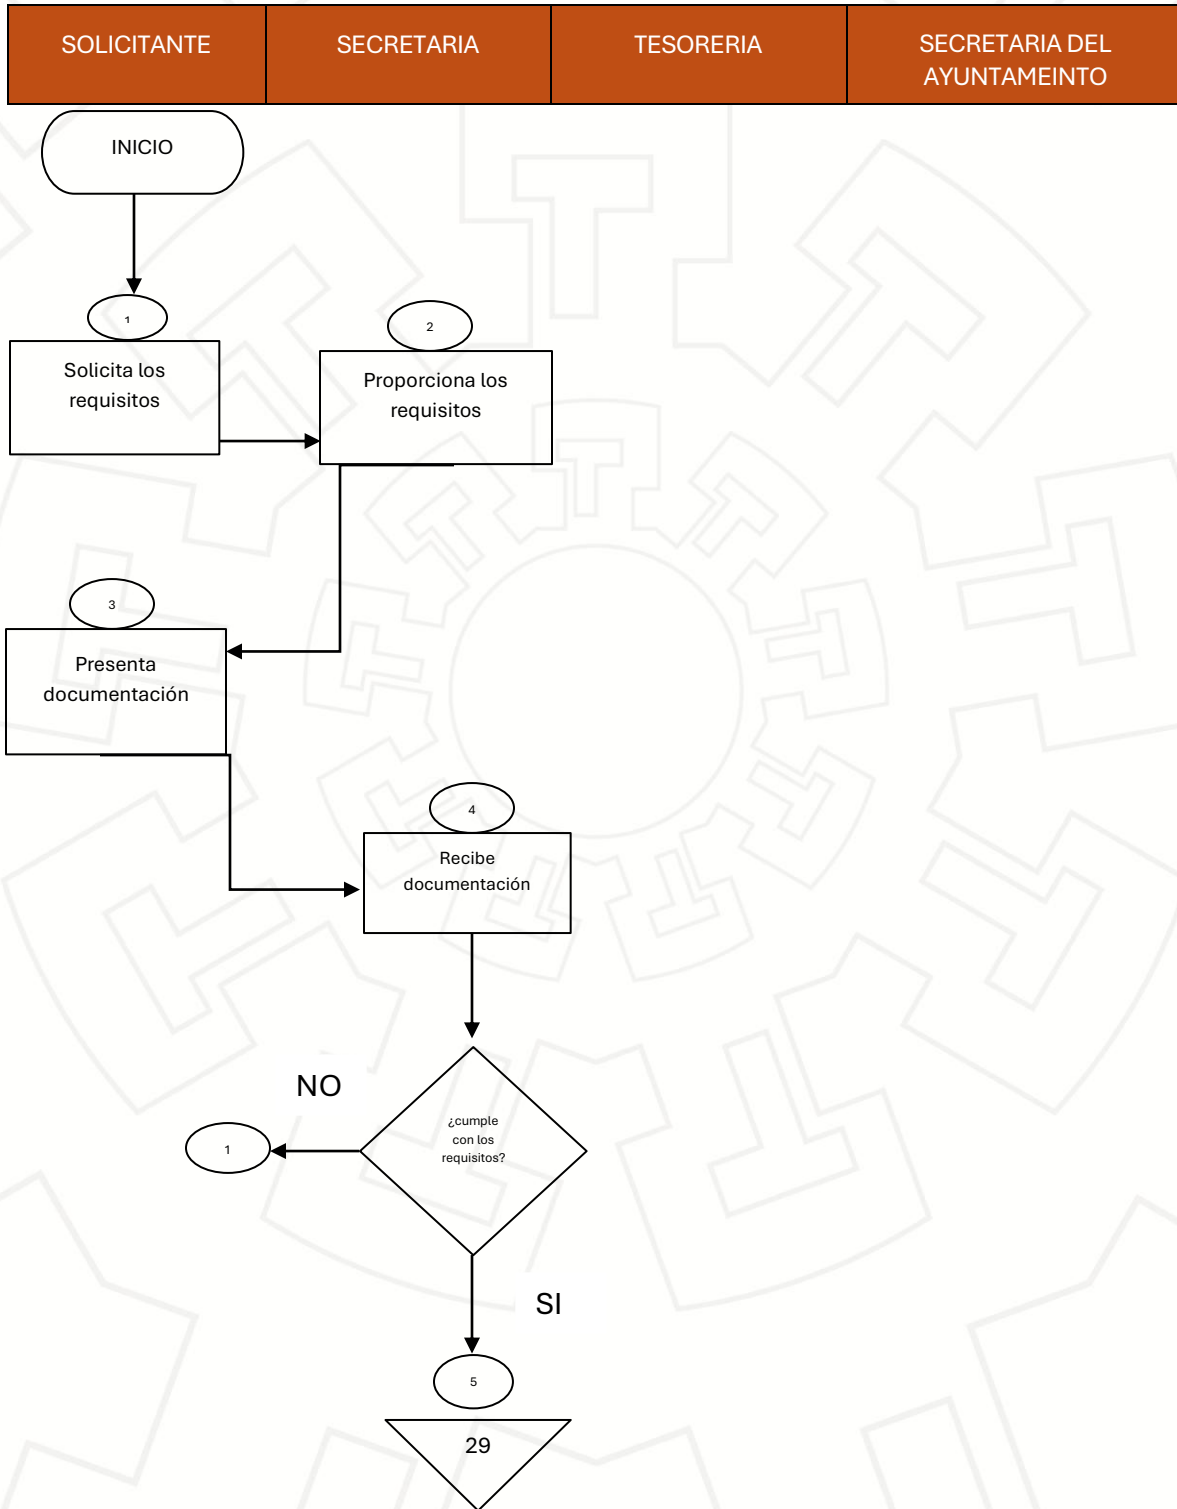 SOLICITANTE
SECRETARIA
TESORERIA
SECRETARIA DEL
AYUNTAMEINTO
INICIO
1
2
Solicita los
requisitos
Proporciona los
requisitos
3
Presenta
documentación
4
Recibe
documentación
NO
¿cumple
con los
requisitos?
1
SI
5
29